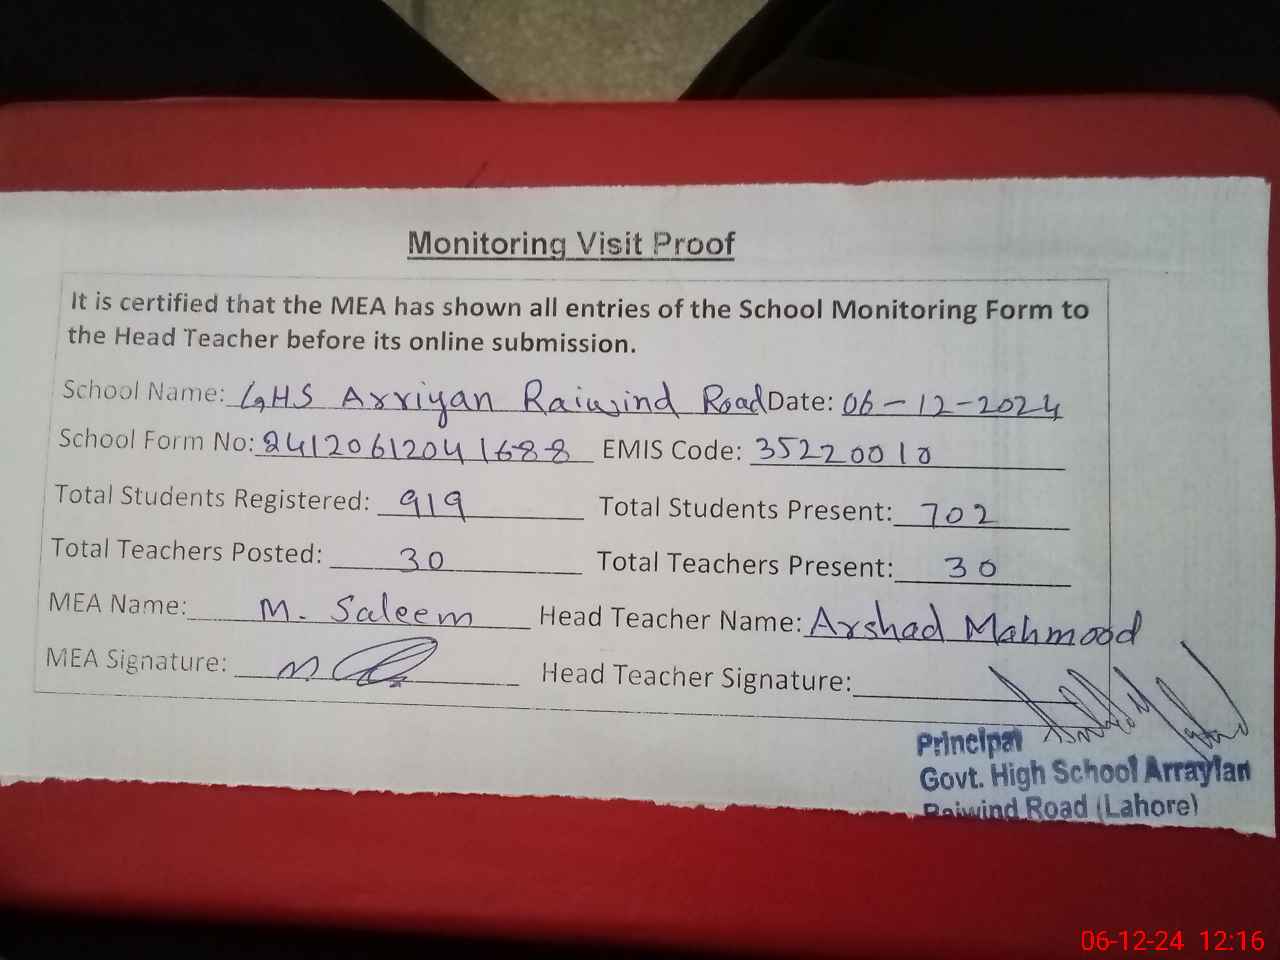 Monitoring Visit Proof
It is certified that the MEA has shown all entries of the School Monitoring Form to
the Head Teacher before its online submission.
School Name: GHS Arriyan Raiwind Road Date: 06-12-2024
School Form No: 2412061204 1688 EMIS Code: 35220010
Total Students Registered: 919 Total Students Present: 702
Total Teachers Posted: 30 Total Teachers Present: 30
MEA Name: M. Saleem Head Teacher Name: Arshad Mahmood
MEA Signature: Head Teacher Signature:
Principal
Govt. High School Arrayian
Raiwind Road (Lahore)
06-12-24 12:16